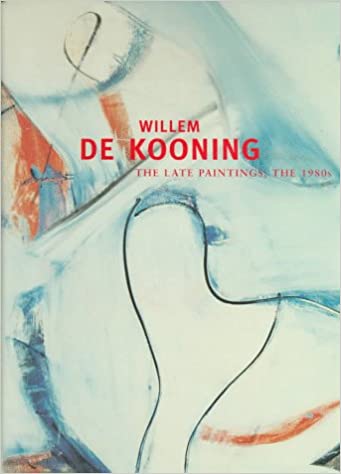 WILLEM
DE KOONING
THE LATE PAINTINGS, THE 1980s